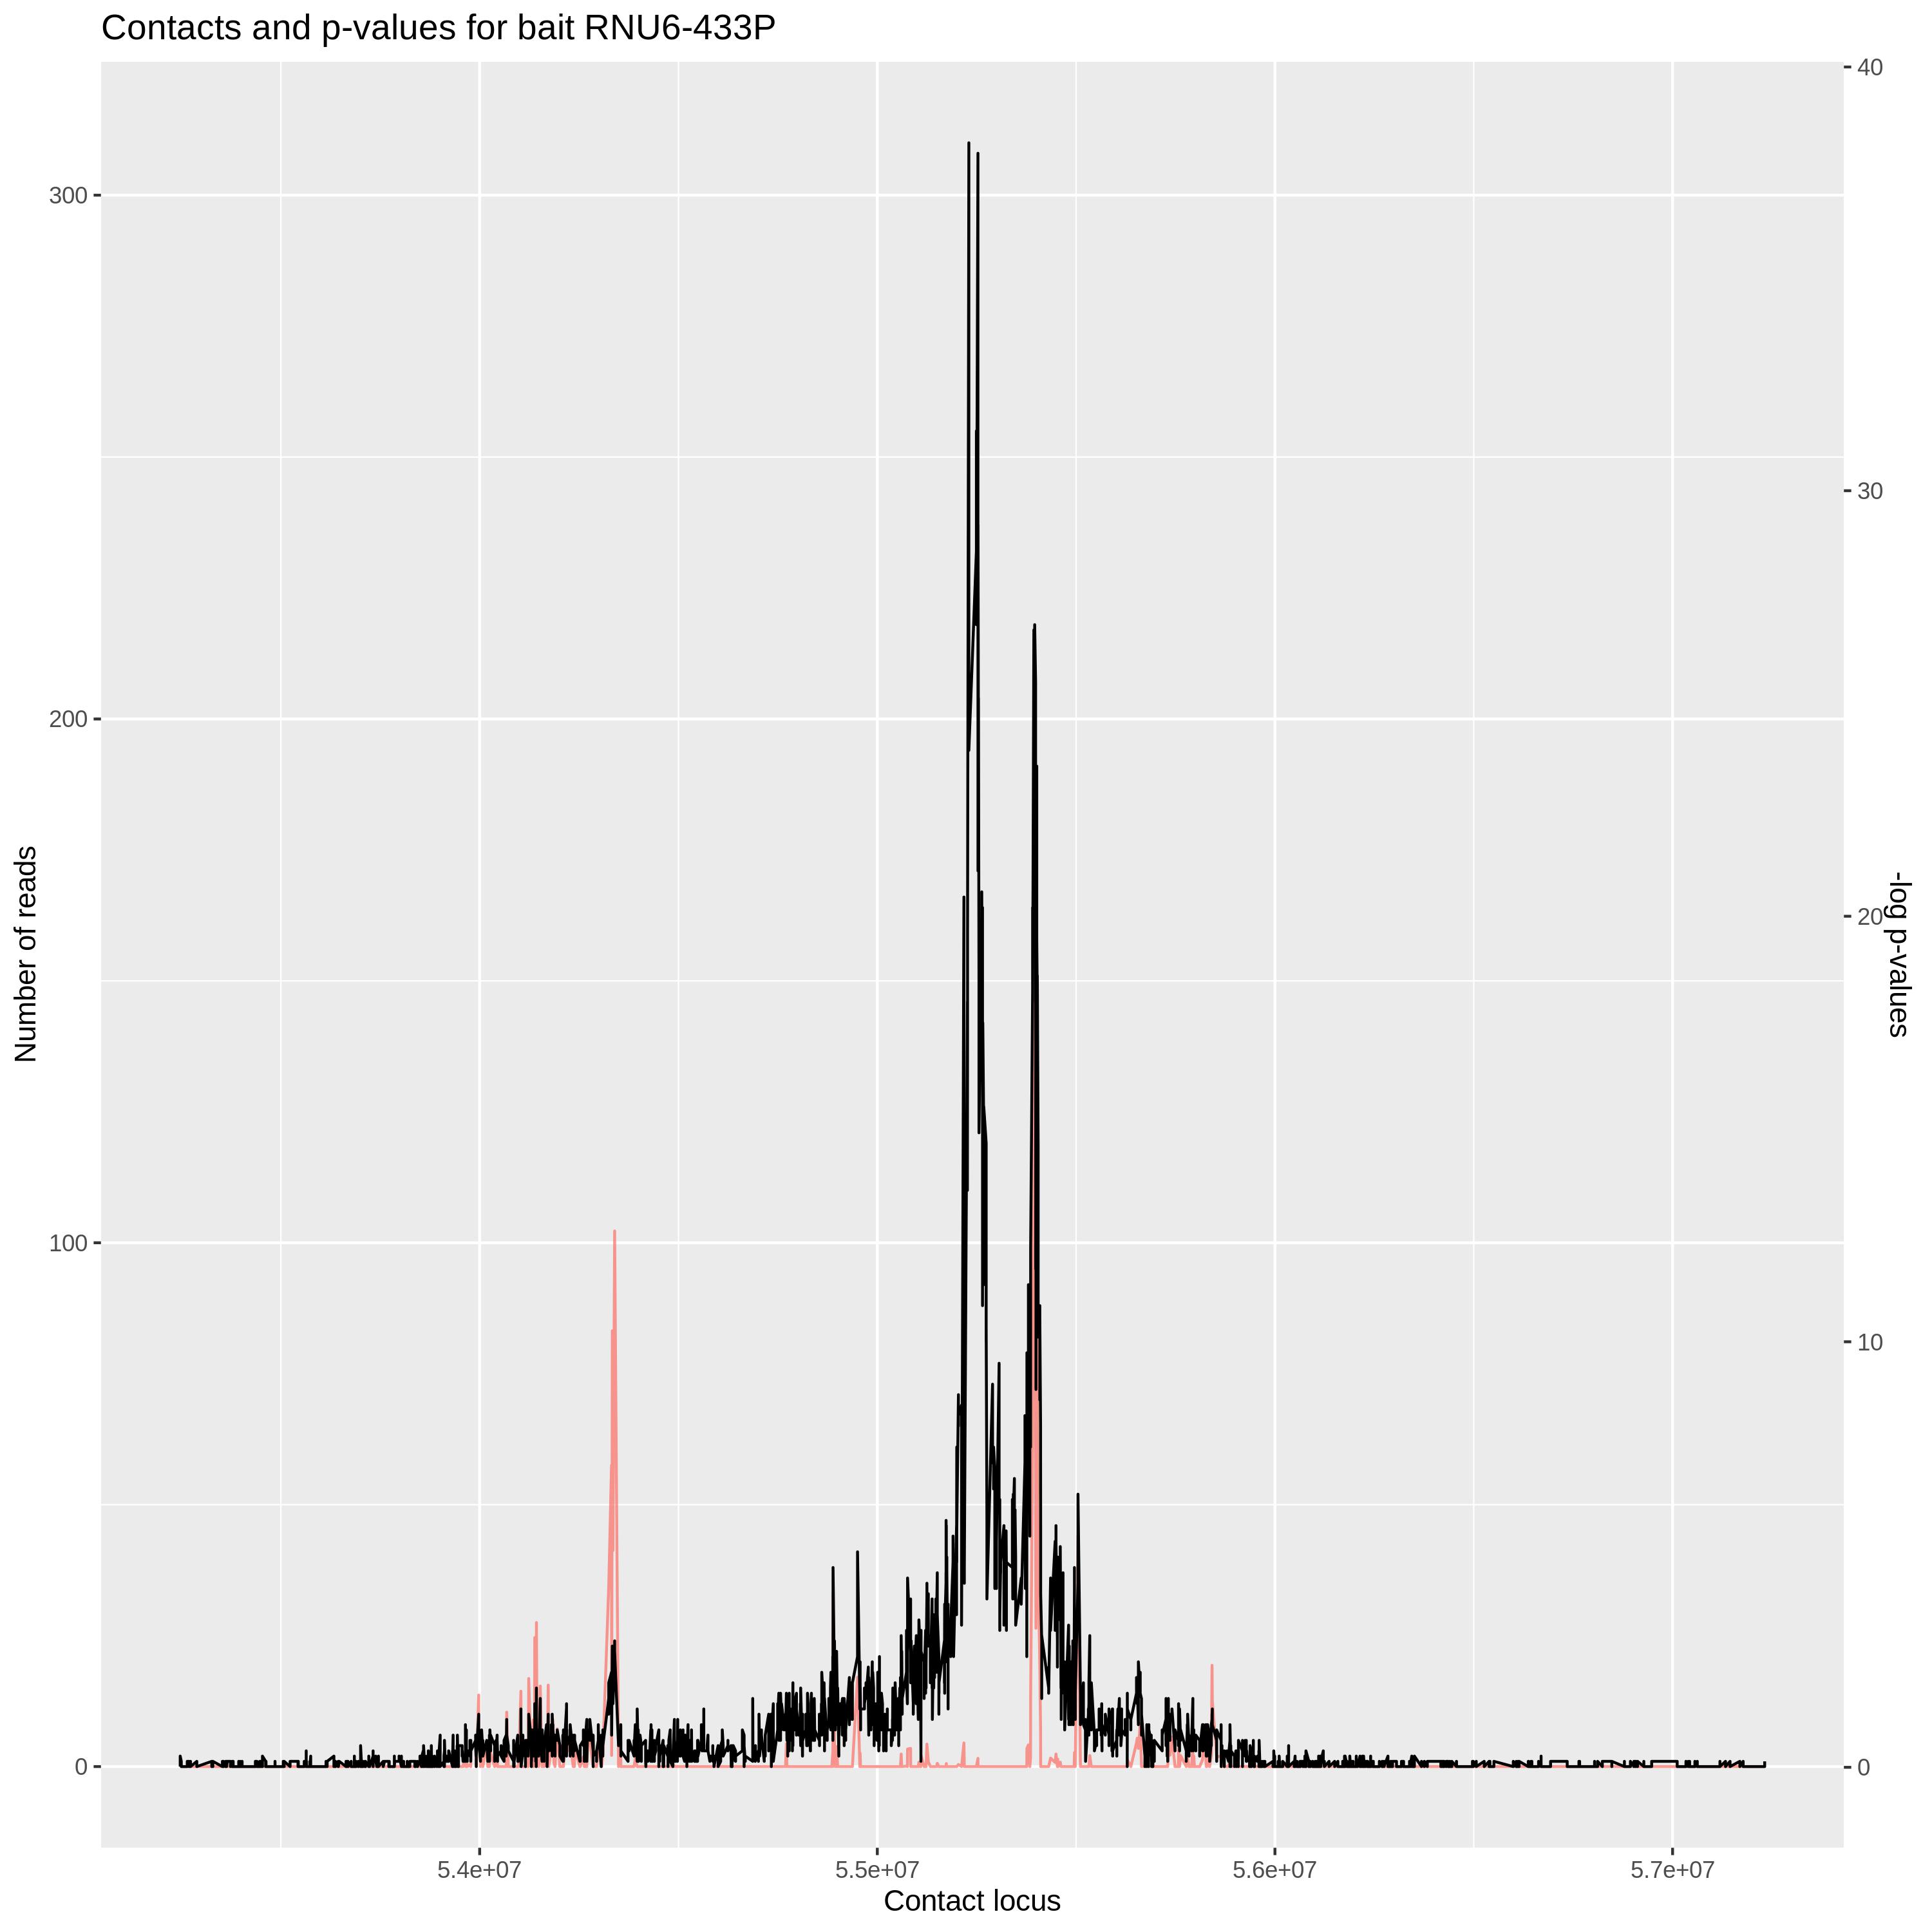 Contacts and p-values for bait RNU6-433P
300
200
100
0
Number of reads
40
30
20
10
0
-log p-values
5.4e+07
5.5e+07
5.6e+07
5.7e+07
Contact locus